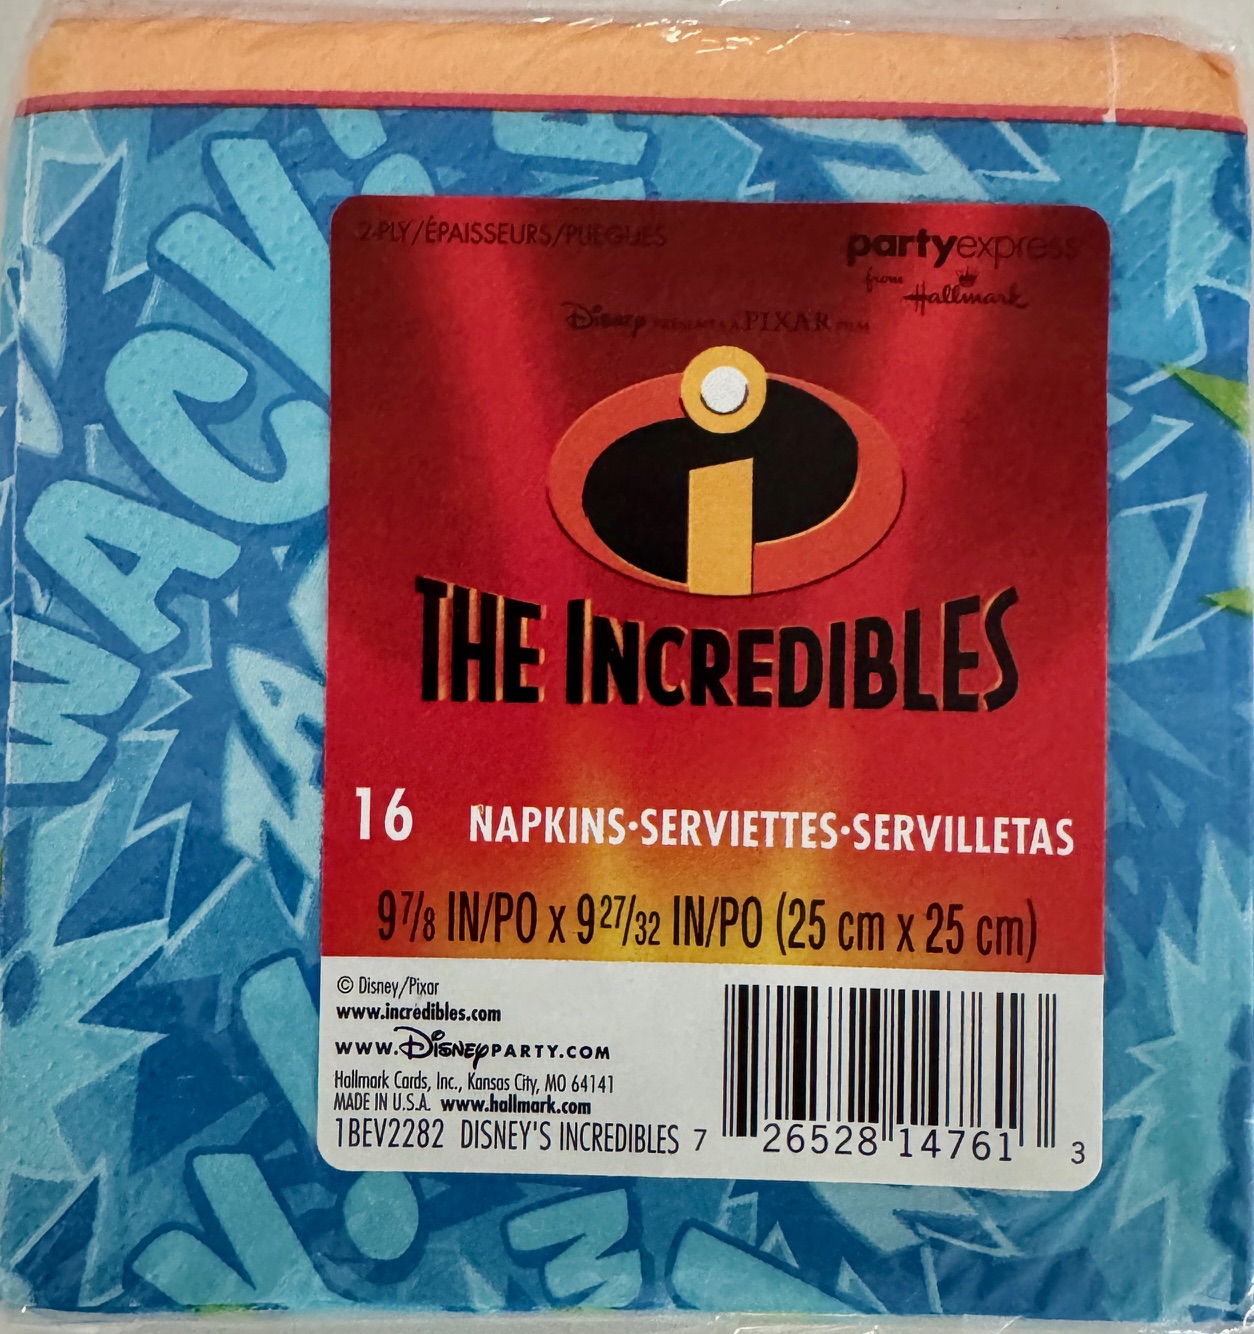 2-PLY/ÉPAISSEURS/PLIEGUES
partyexpress
from Hallmark
Disney PRESENTS A PIXAR FILM
THE INCREDIBLES
16 NAPKINS•SERVIETTES•SERVILLETAS
9 7/8 IN/PO x 9 27/32 IN/PO (25 cm x 25 cm)
© Disney/Pixar
www.incredibles.com
www.DISNEYPARTY.COM
Hallmark Cards, Inc., Kansas City, MO 64141
MADE IN U.S.A. www.hallmark.com
1BEV2282 DISNEY'S INCREDIBLES
7 26528 14761 3
WACK
ZA